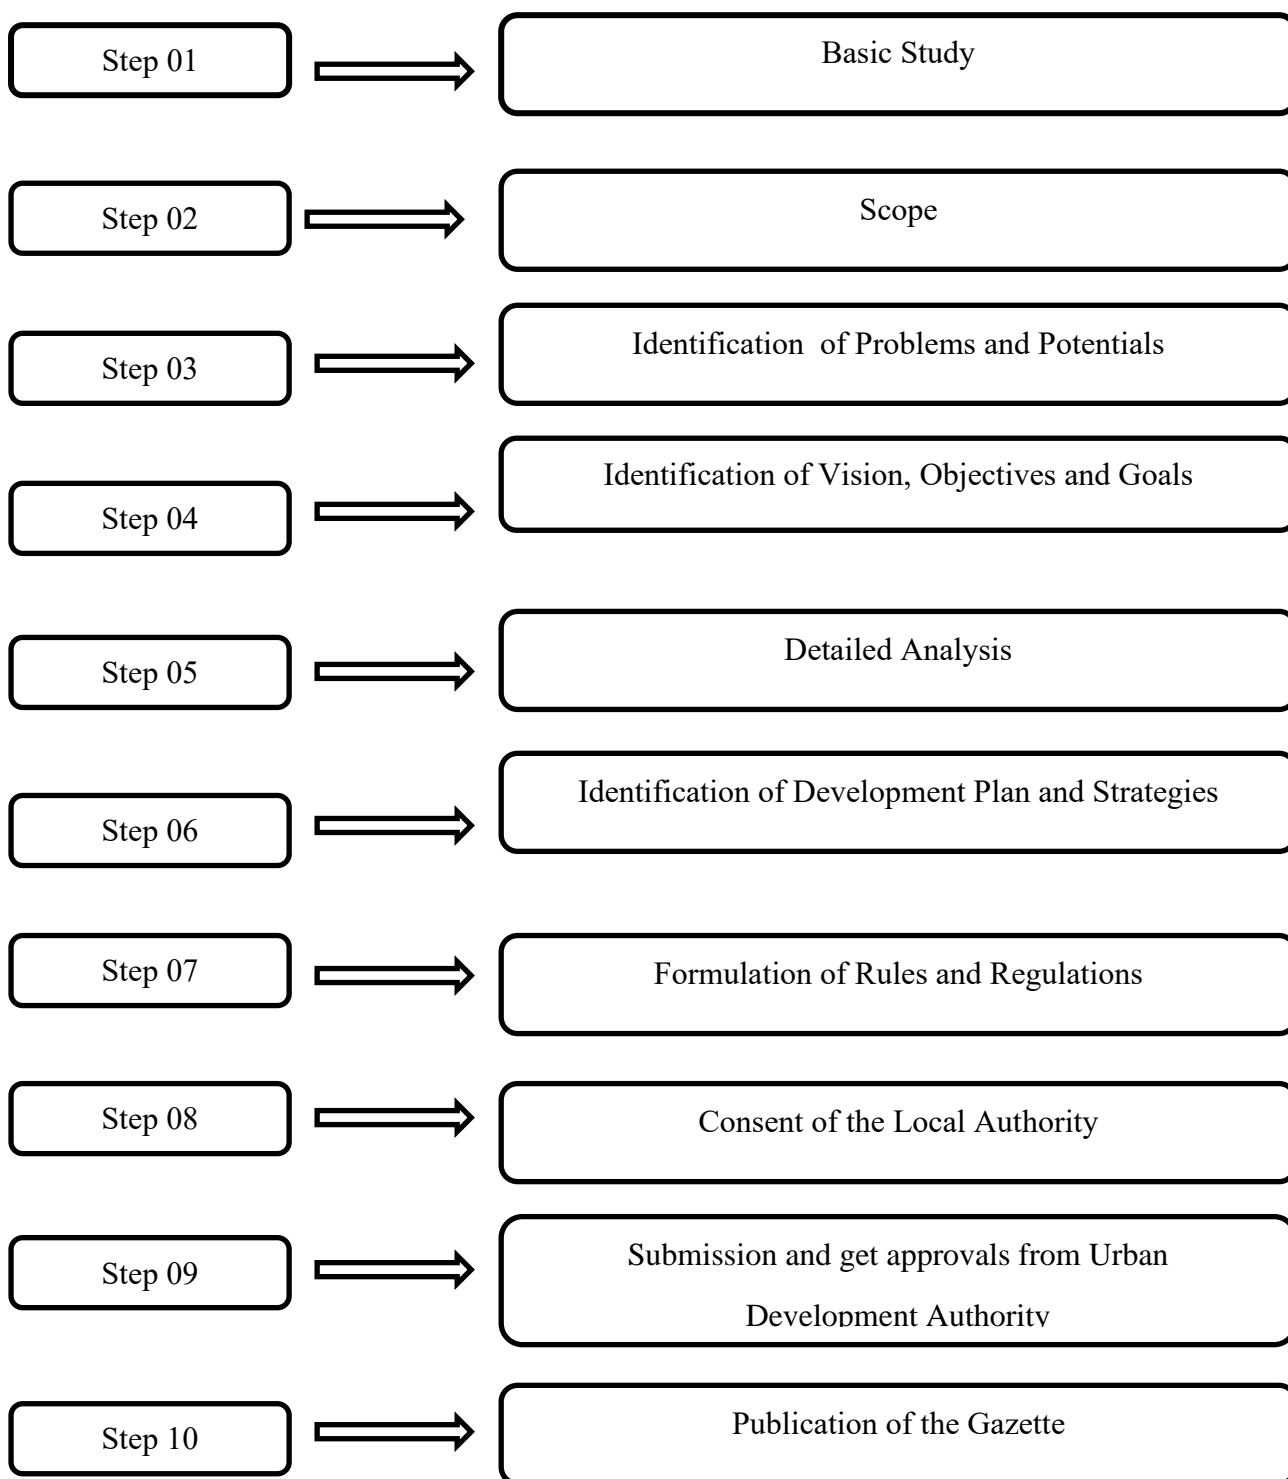 Step 01
Basic Study
Step 02
Scope
Step 03
Identification  of Problems and Potentials
Step 04
Identification of Vision, Objectives and Goals
Step 05
Detailed Analysis
Step 06
Identification of Development Plan and Strategies
Step 07
Formulation of Rules and Regulations
Step 08
Consent of the Local Authority
Step 09
Submission and get approvals from Urban
Development Authority
Step 10
Publication of the Gazette